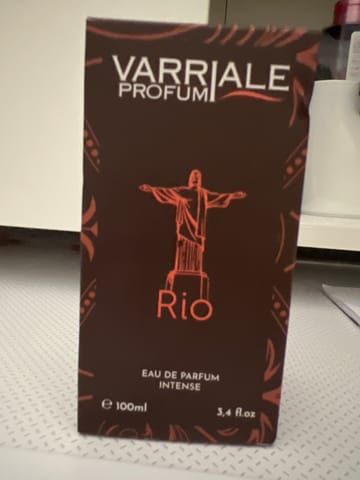 VARRIALE
PROFUMI
Rio
EAU DE PARFUM
INTENSE
℮ 100ml
3,4 fl.oz